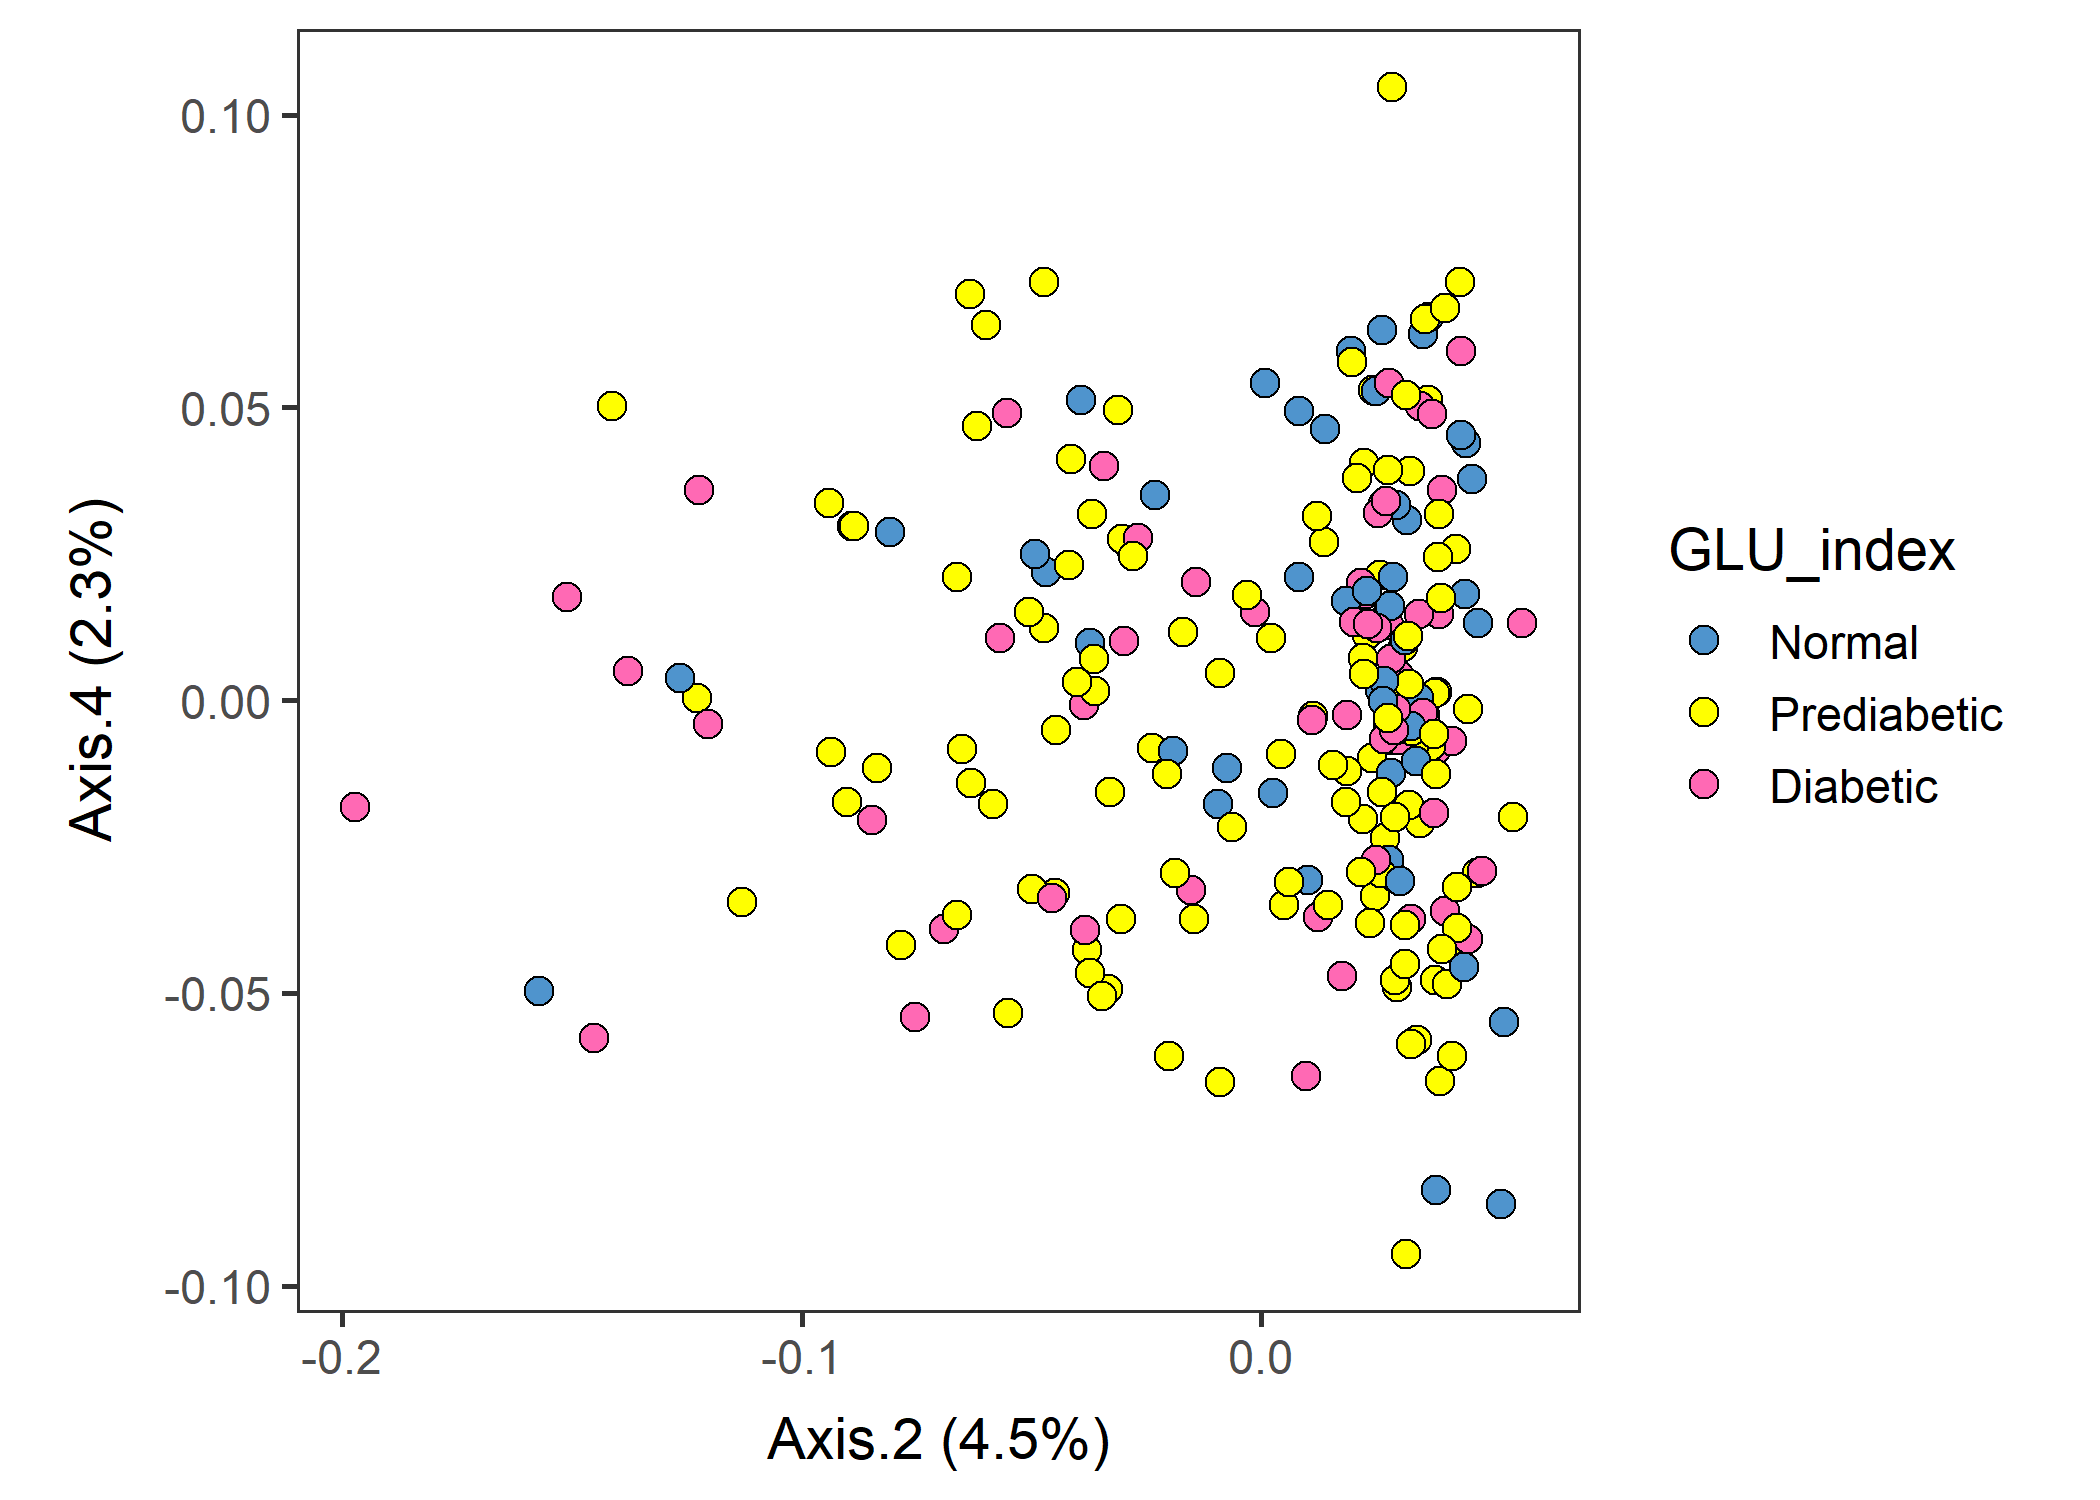 0.10
0.05
0.00
-0.05
-0.10
Axis.4 (2.3%)
-0.2
-0.1
0.0
Axis.2 (4.5%)
GLU_index
Normal
Prediabetic
Diabetic